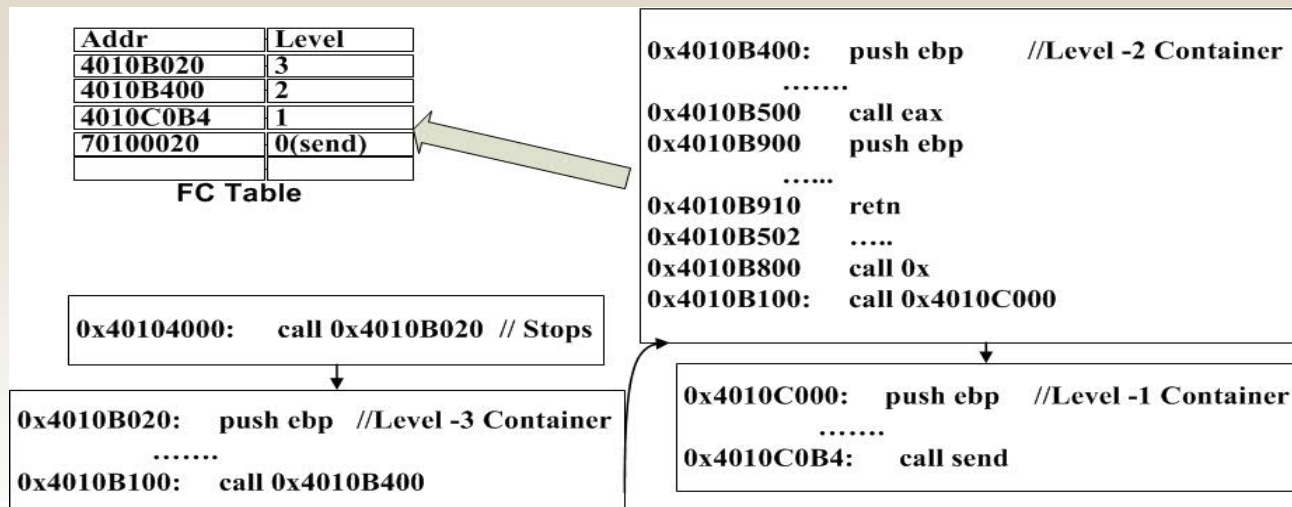 Addr Level
4010B020 3
4010B400 2
4010C0B4 1
70100020 0(send)
FC Table
0x40104000: call 0x4010B020 // Stops
0x4010B020: push ebp //Level -3 Container
.......
0x4010B100: call 0x4010B400
0x4010B400: push ebp //Level -2 Container
.......
0x4010B500 call eax
0x4010B900 push ebp
......
0x4010B910 retn
0x4010B502 .....
0x4010B800 call 0x
0x4010B100: call 0x4010C000
0x4010C000: push ebp //Level -1 Container
.......
0x4010C0B4: call send